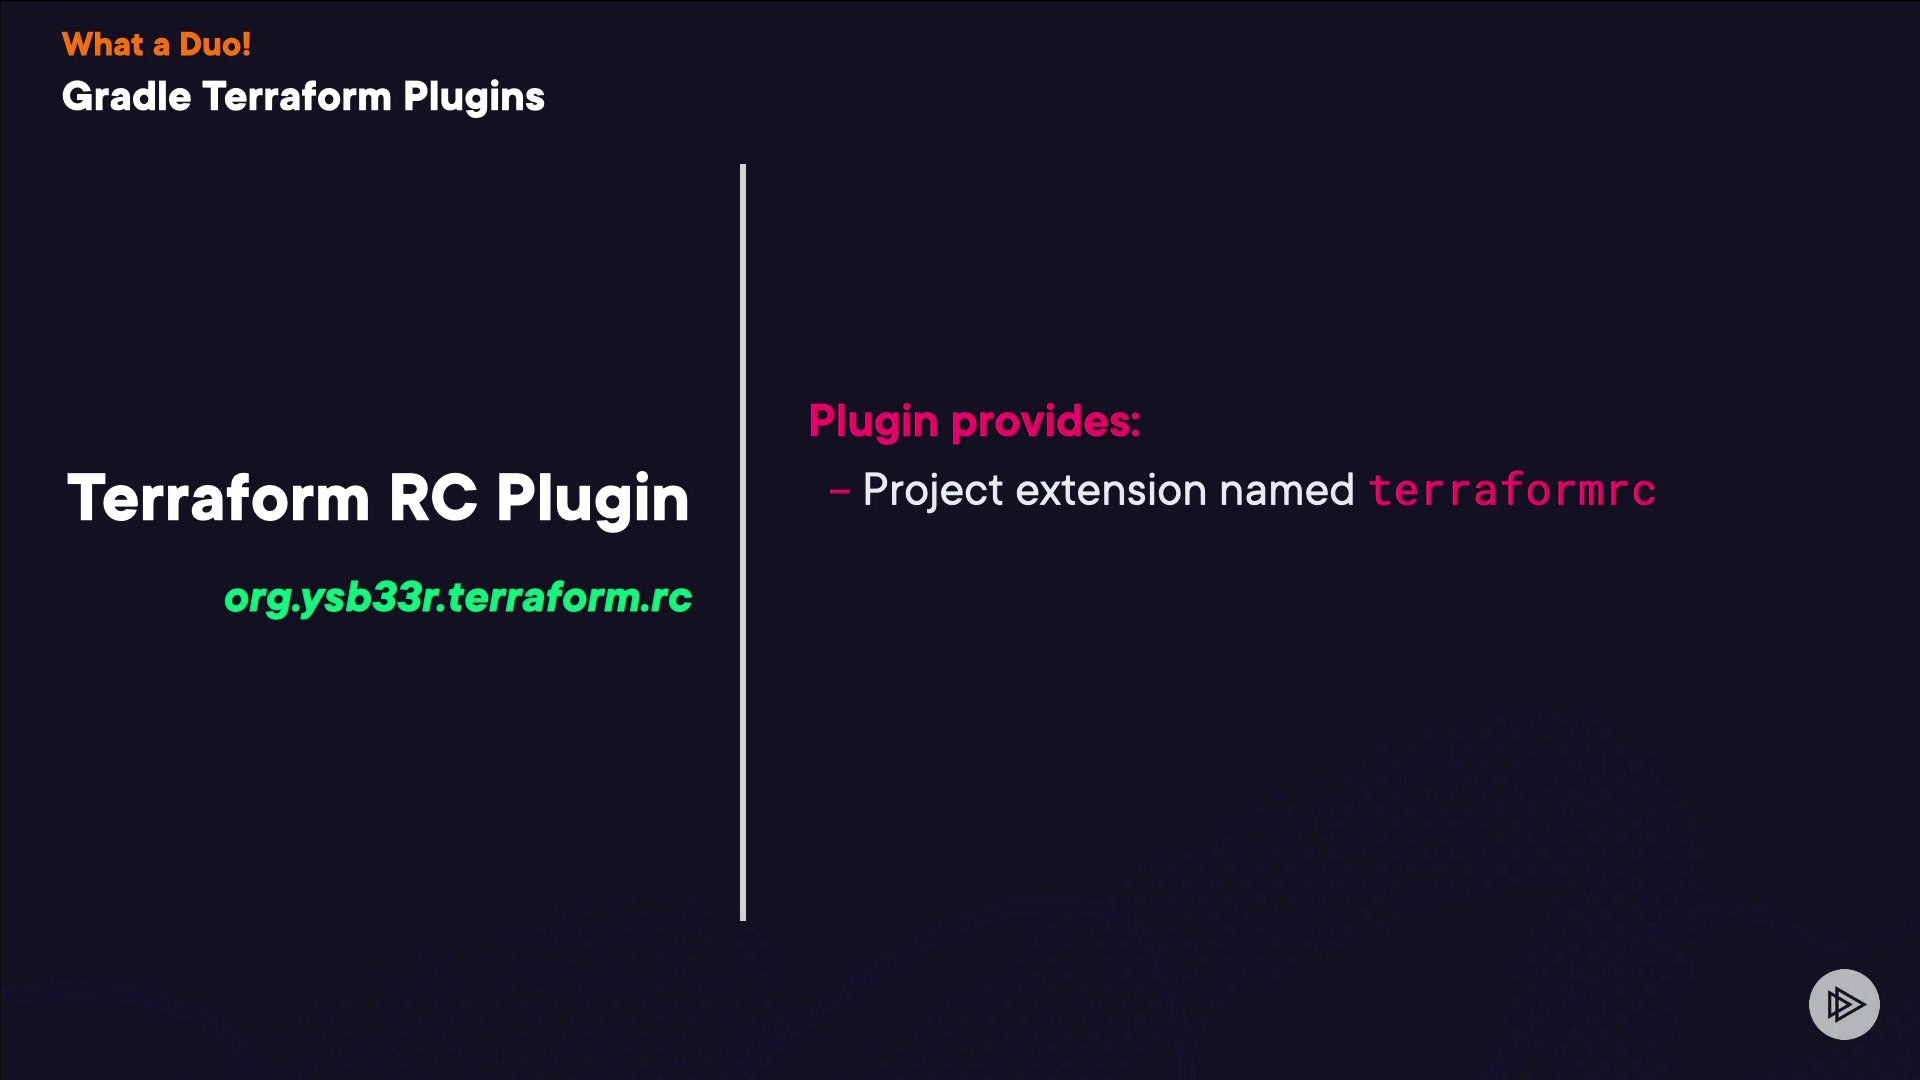 What a Duo!
Gradle Terraform Plugins
Terraform RC Plugin
org.ysb33r.terraform.rc
Plugin provides:
– Project extension named terraformrc